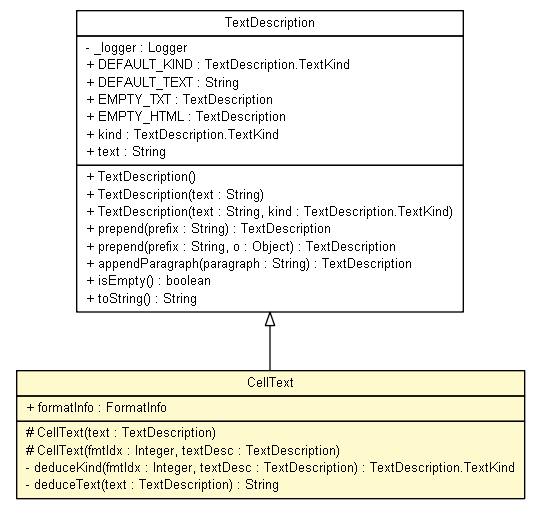 TextDescription
- _logger : Logger
+ DEFAULT_KIND : TextDescription.TextKind
+ DEFAULT_TEXT : String
+ EMPTY_TXT : TextDescription
+ EMPTY_HTML : TextDescription
+ kind : TextDescription.TextKind
+ text : String
+ TextDescription()
+ TextDescription(text : String)
+ TextDescription(text : String, kind : TextDescription.TextKind)
+ prepend(prefix : String) : TextDescription
+ prepend(prefix : String, o : Object) : TextDescription
+ appendParagraph(paragraph : String) : TextDescription
+ isEmpty() : boolean
+ toString() : String
CellText
+ formatInfo : FormatInfo
# CellText(text : TextDescription)
# CellText(fmtIdx : Integer, textDesc : TextDescription)
- deduceKind(fmtIdx : Integer, textDesc : TextDescription) : TextDescription.TextKind
- deduceText(text : TextDescription) : String